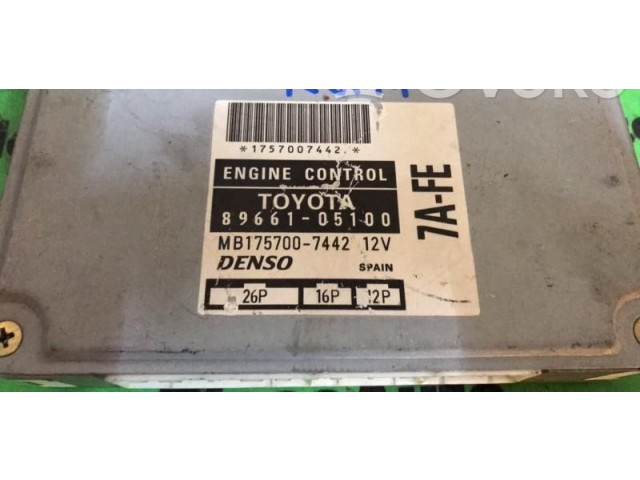 *1757007442.*
ENGINE CONTROL
TOYOTA
89661-05100
MB175700-7442 12V
DENSO SPAIN
26P 16P 12P
7A-FE